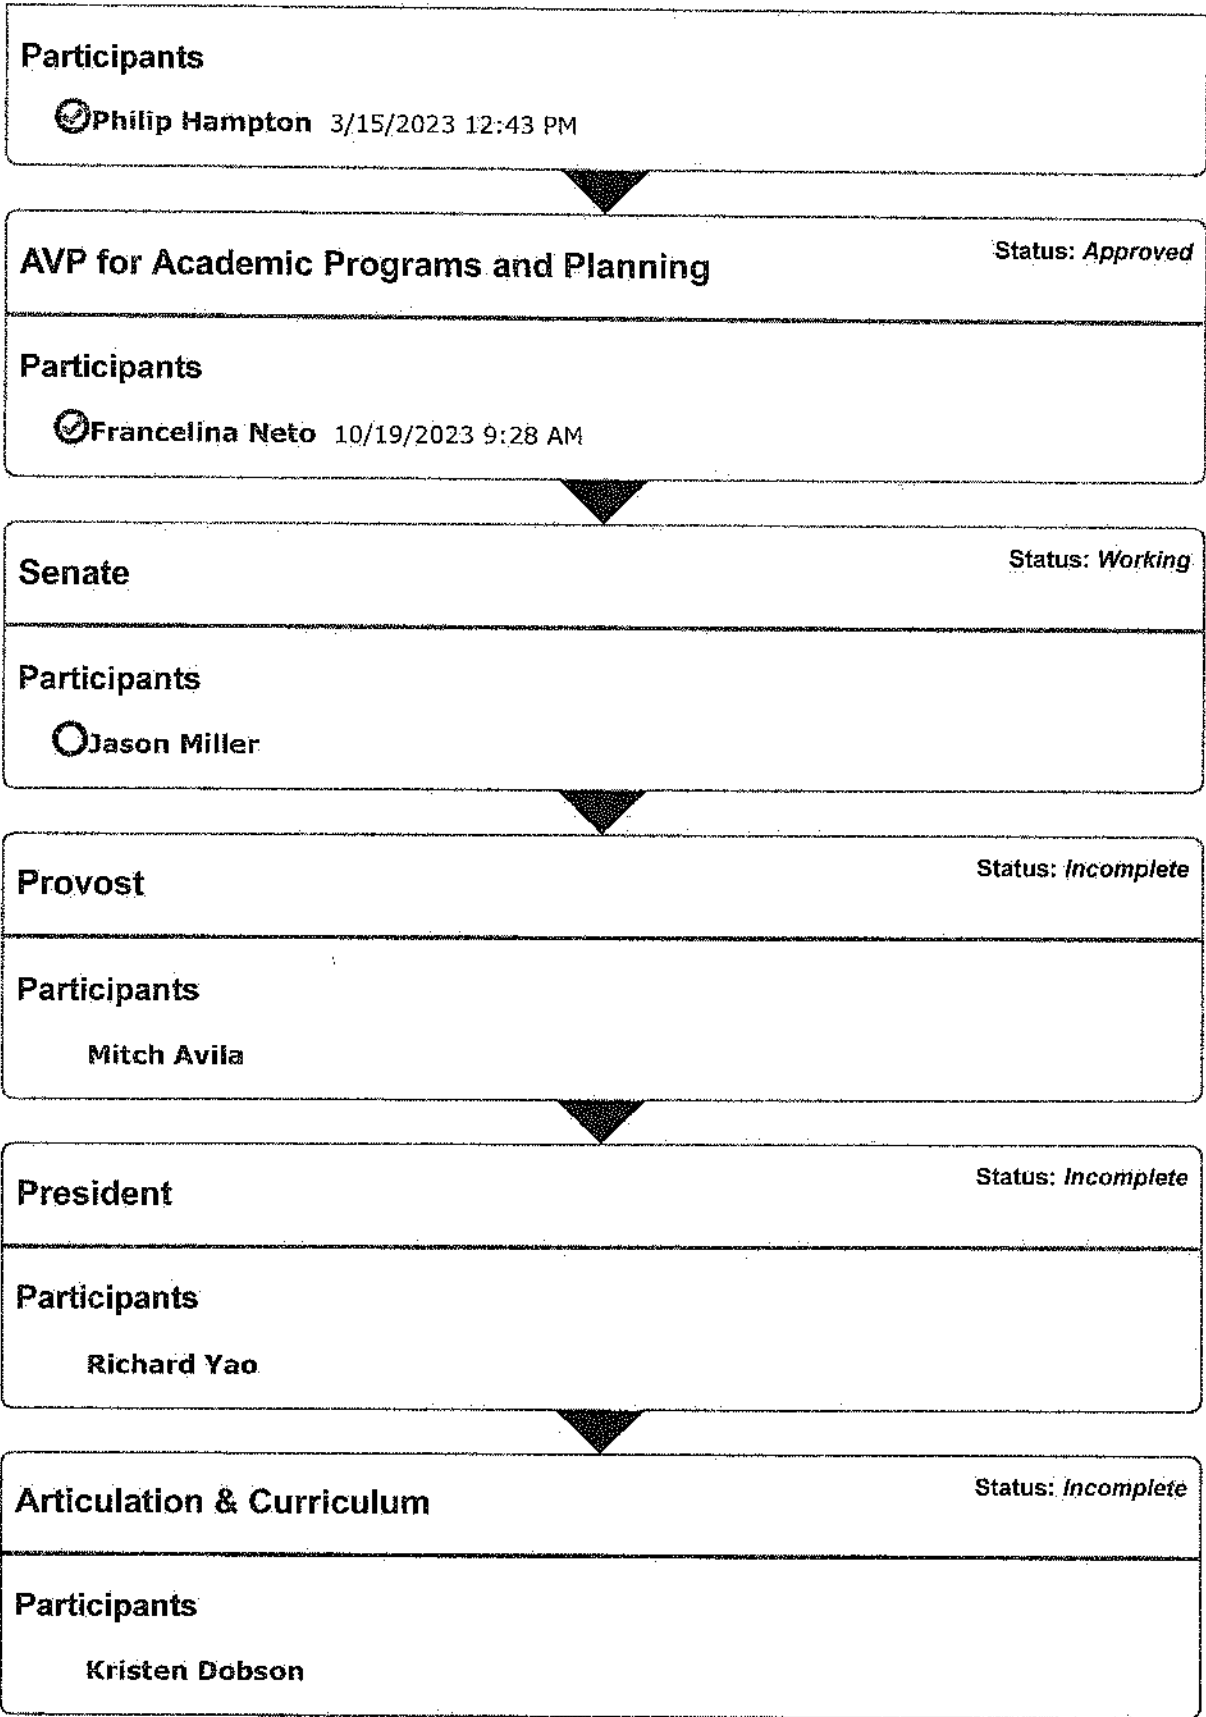 Participants
Philip Hampton 3/15/2023 12:43 PM
AVP for Academic Programs and Planning
Status: Approved
Participants
Francelina Neto 10/19/2023 9:28 AM
Senate
Status: Working
Participants
Jason Miller
Provost
Status: Incomplete
Participants
Mitch Avila
President
Status: Incomplete
Participants
Richard Yao
Articulation & Curriculum
Status: Incomplete
Participants
Kristen Dobson